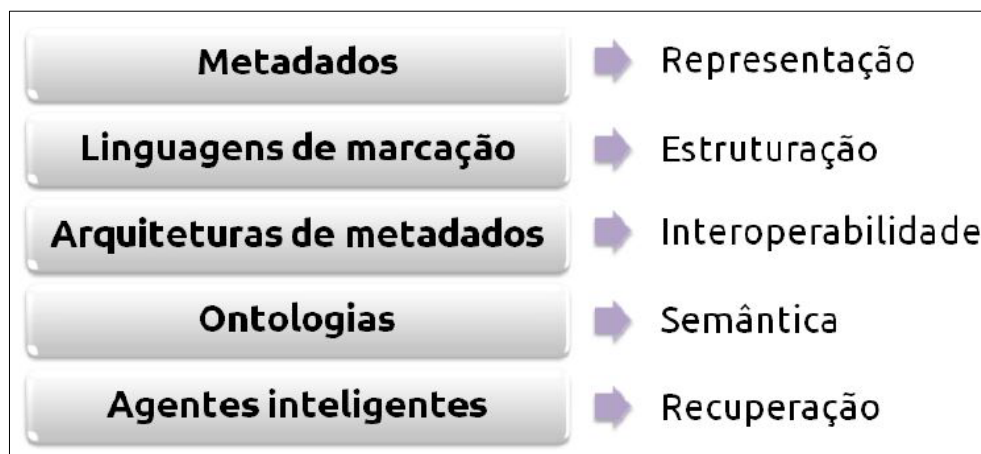 Metadados Representação
Linguagens de marcação Estruturação
Arquiteturas de metadados Interoperabilidade
Ontologias Semântica
Agentes inteligentes Recuperação